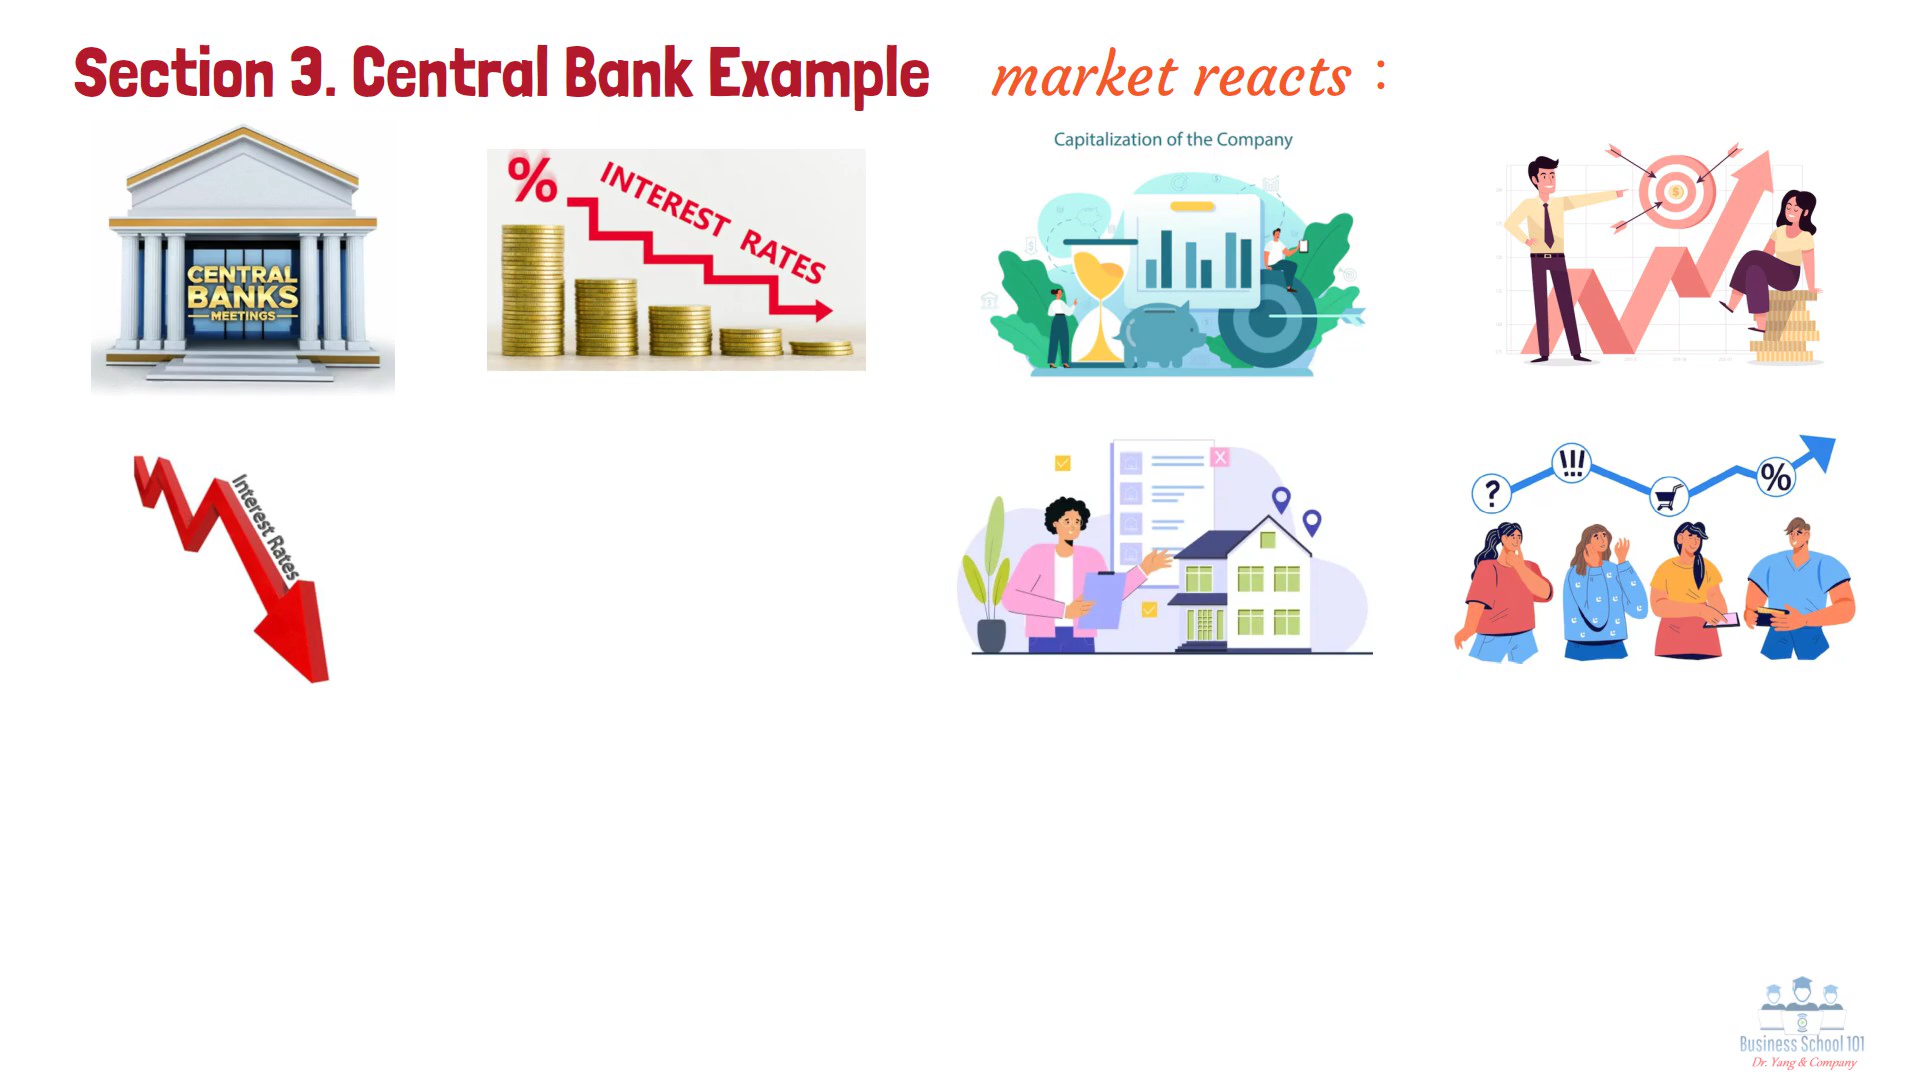 Section 3. Central Bank Example
market reacts :
CENTRAL
BANKS
MEETINGS
%
INTEREST RATES
Capitalization of the Company
$
Interest Rates
X
?
!!!
%
Business School 101
Dr. Yang & Company